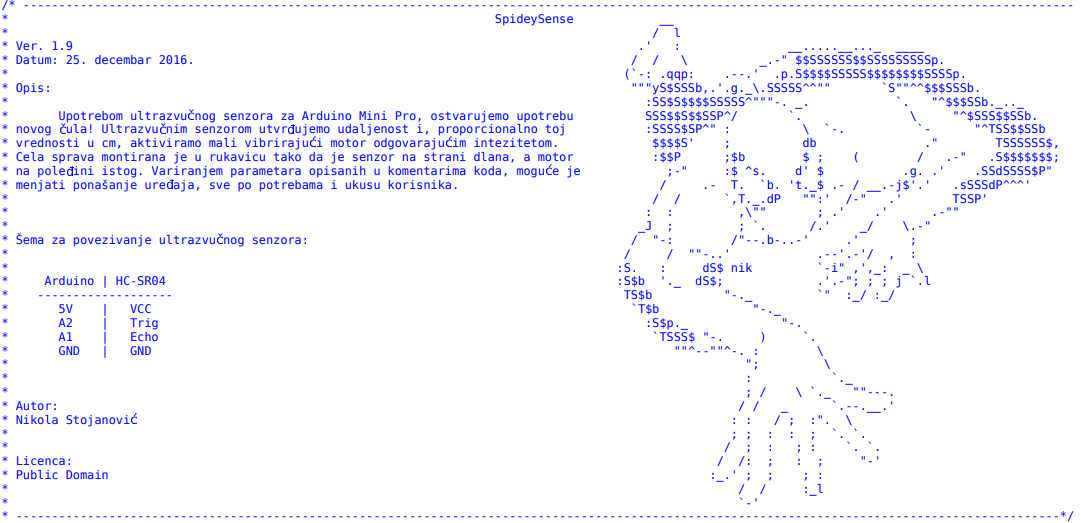 SpideySense
Ver. 1.9
Datum: 25. decembar 2016.
Opis:
Upotrebom ultrazvučnog senzora za Arduino Mini Pro, ostvarujemo upotrebu
novog čula! Ultrazvučnim senzorom utvrđujemo udaljenost i, proporcionalno toj
vrednosti u cm, aktiviramo mali vibrirajući motor odgovarajućim intezitetom.
Cela sprava montirana je u rukavicu tako da je senzor na strani dlana, a motor
na poleđini istog. Variranjem parametara opisanih u komentarima koda, moguće je
menjati ponašanje uređaja, sve po potrebama i ukusu korisnika.
Šema za povezivanje ultrazvučnog senzora:
Arduino | HC-SR04
5V | VCC
A2 | Trig
A1 | Echo
GND | GND
Autor:
Nikola Stojanović
Licenca:
Public Domain
nik